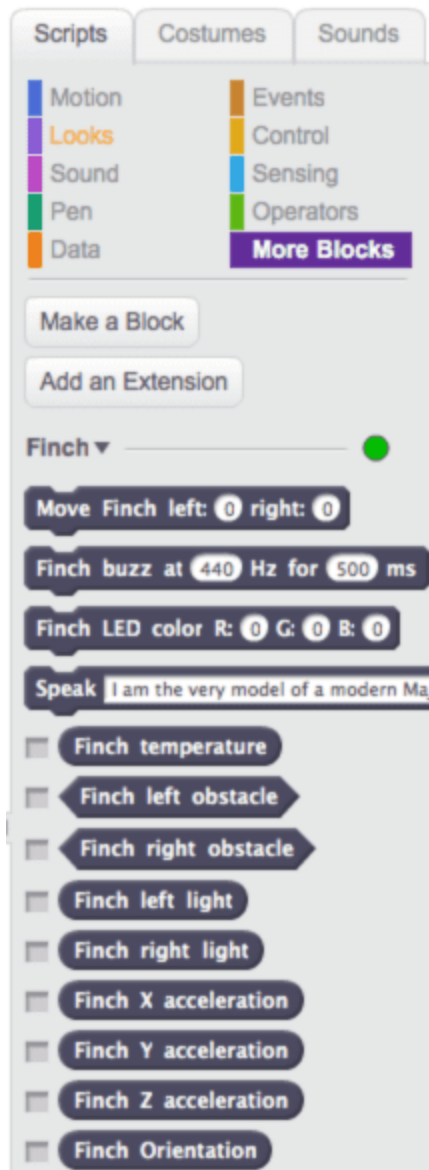 Scripts Costumes Sounds
Motion Events
Looks Control
Sound Sensing
Pen Operators
Data More Blocks
Make a Block
Add an Extension
Finch
Move Finch left: 0 right: 0
Finch buzz at 440 Hz for 500 ms
Finch LED color R: 0 G: 0 B: 0
Speak I am the very model of a modern Maj
Finch temperature
Finch left obstacle
Finch right obstacle
Finch left light
Finch right light
Finch X acceleration
Finch Y acceleration
Finch Z acceleration
Finch Orientation